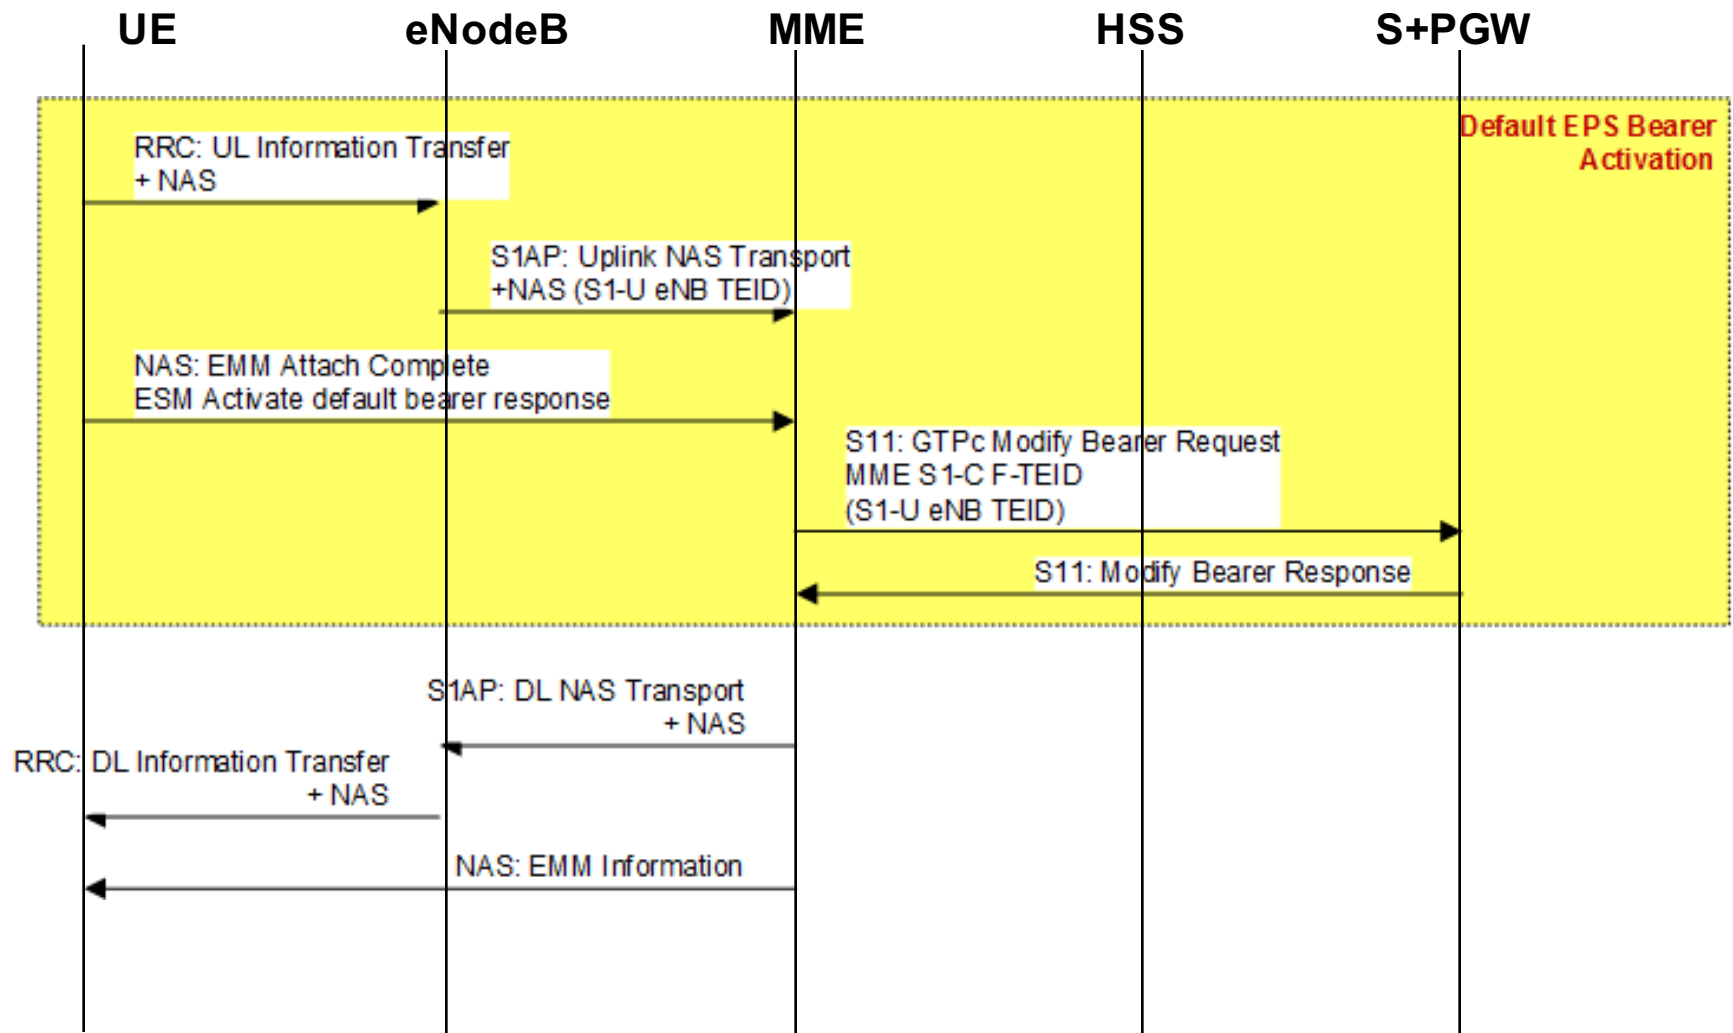 UE eNodeB MME HSS S+PGW
Default EPS Bearer
Activation
RRC: UL Information Transfer
+ NAS
S1AP: Uplink NAS Transport
+NAS (S1-U eNB TEID)
NAS: EMM Attach Complete
ESM Activate default bearer response
S11: GTPc Modify Bearer Request
MME S1-C F-TEID
(S1-U eNB TEID)
S11: Modify Bearer Response
S1AP: DL NAS Transport
+ NAS
RRC: DL Information Transfer
+ NAS
NAS: EMM Information